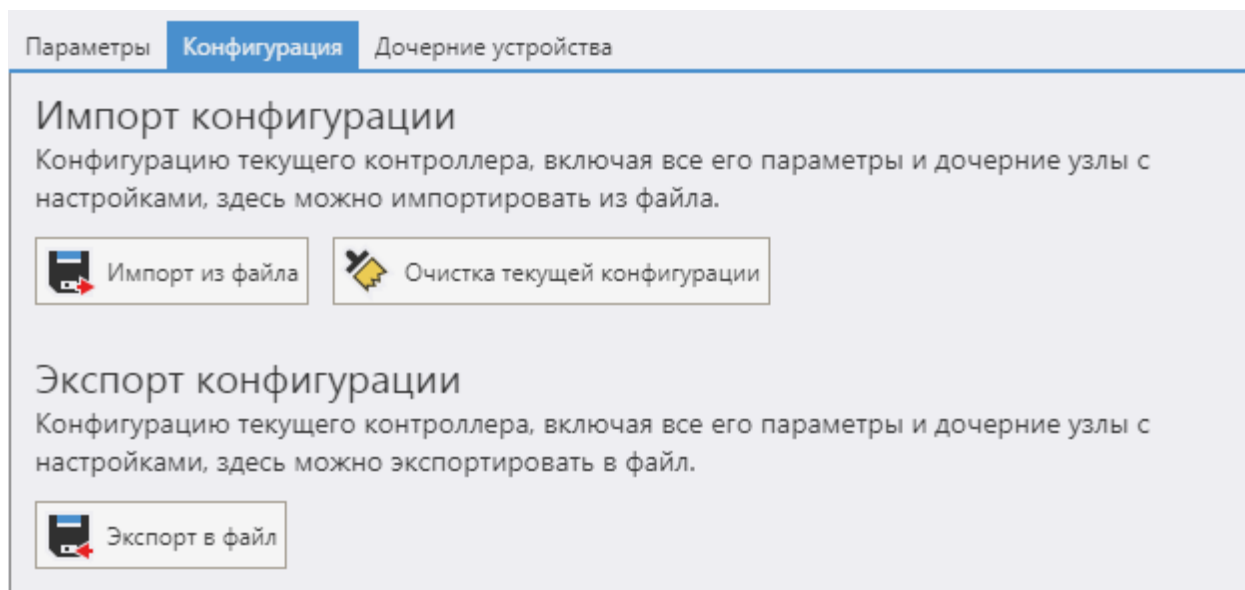 Параметры Конфигурация Дочерние устройства
Импорт конфигурации
Конфигурацию текущего контроллера, включая все его параметры и дочерние узлы с
настройками, здесь можно импортировать из файла.
Импорт из файла Очистка текущей конфигурации
Экспорт конфигурации
Конфигурацию текущего контроллера, включая все его параметры и дочерние узлы с
настройками, здесь можно экспортировать в файл.
Экспорт в файл